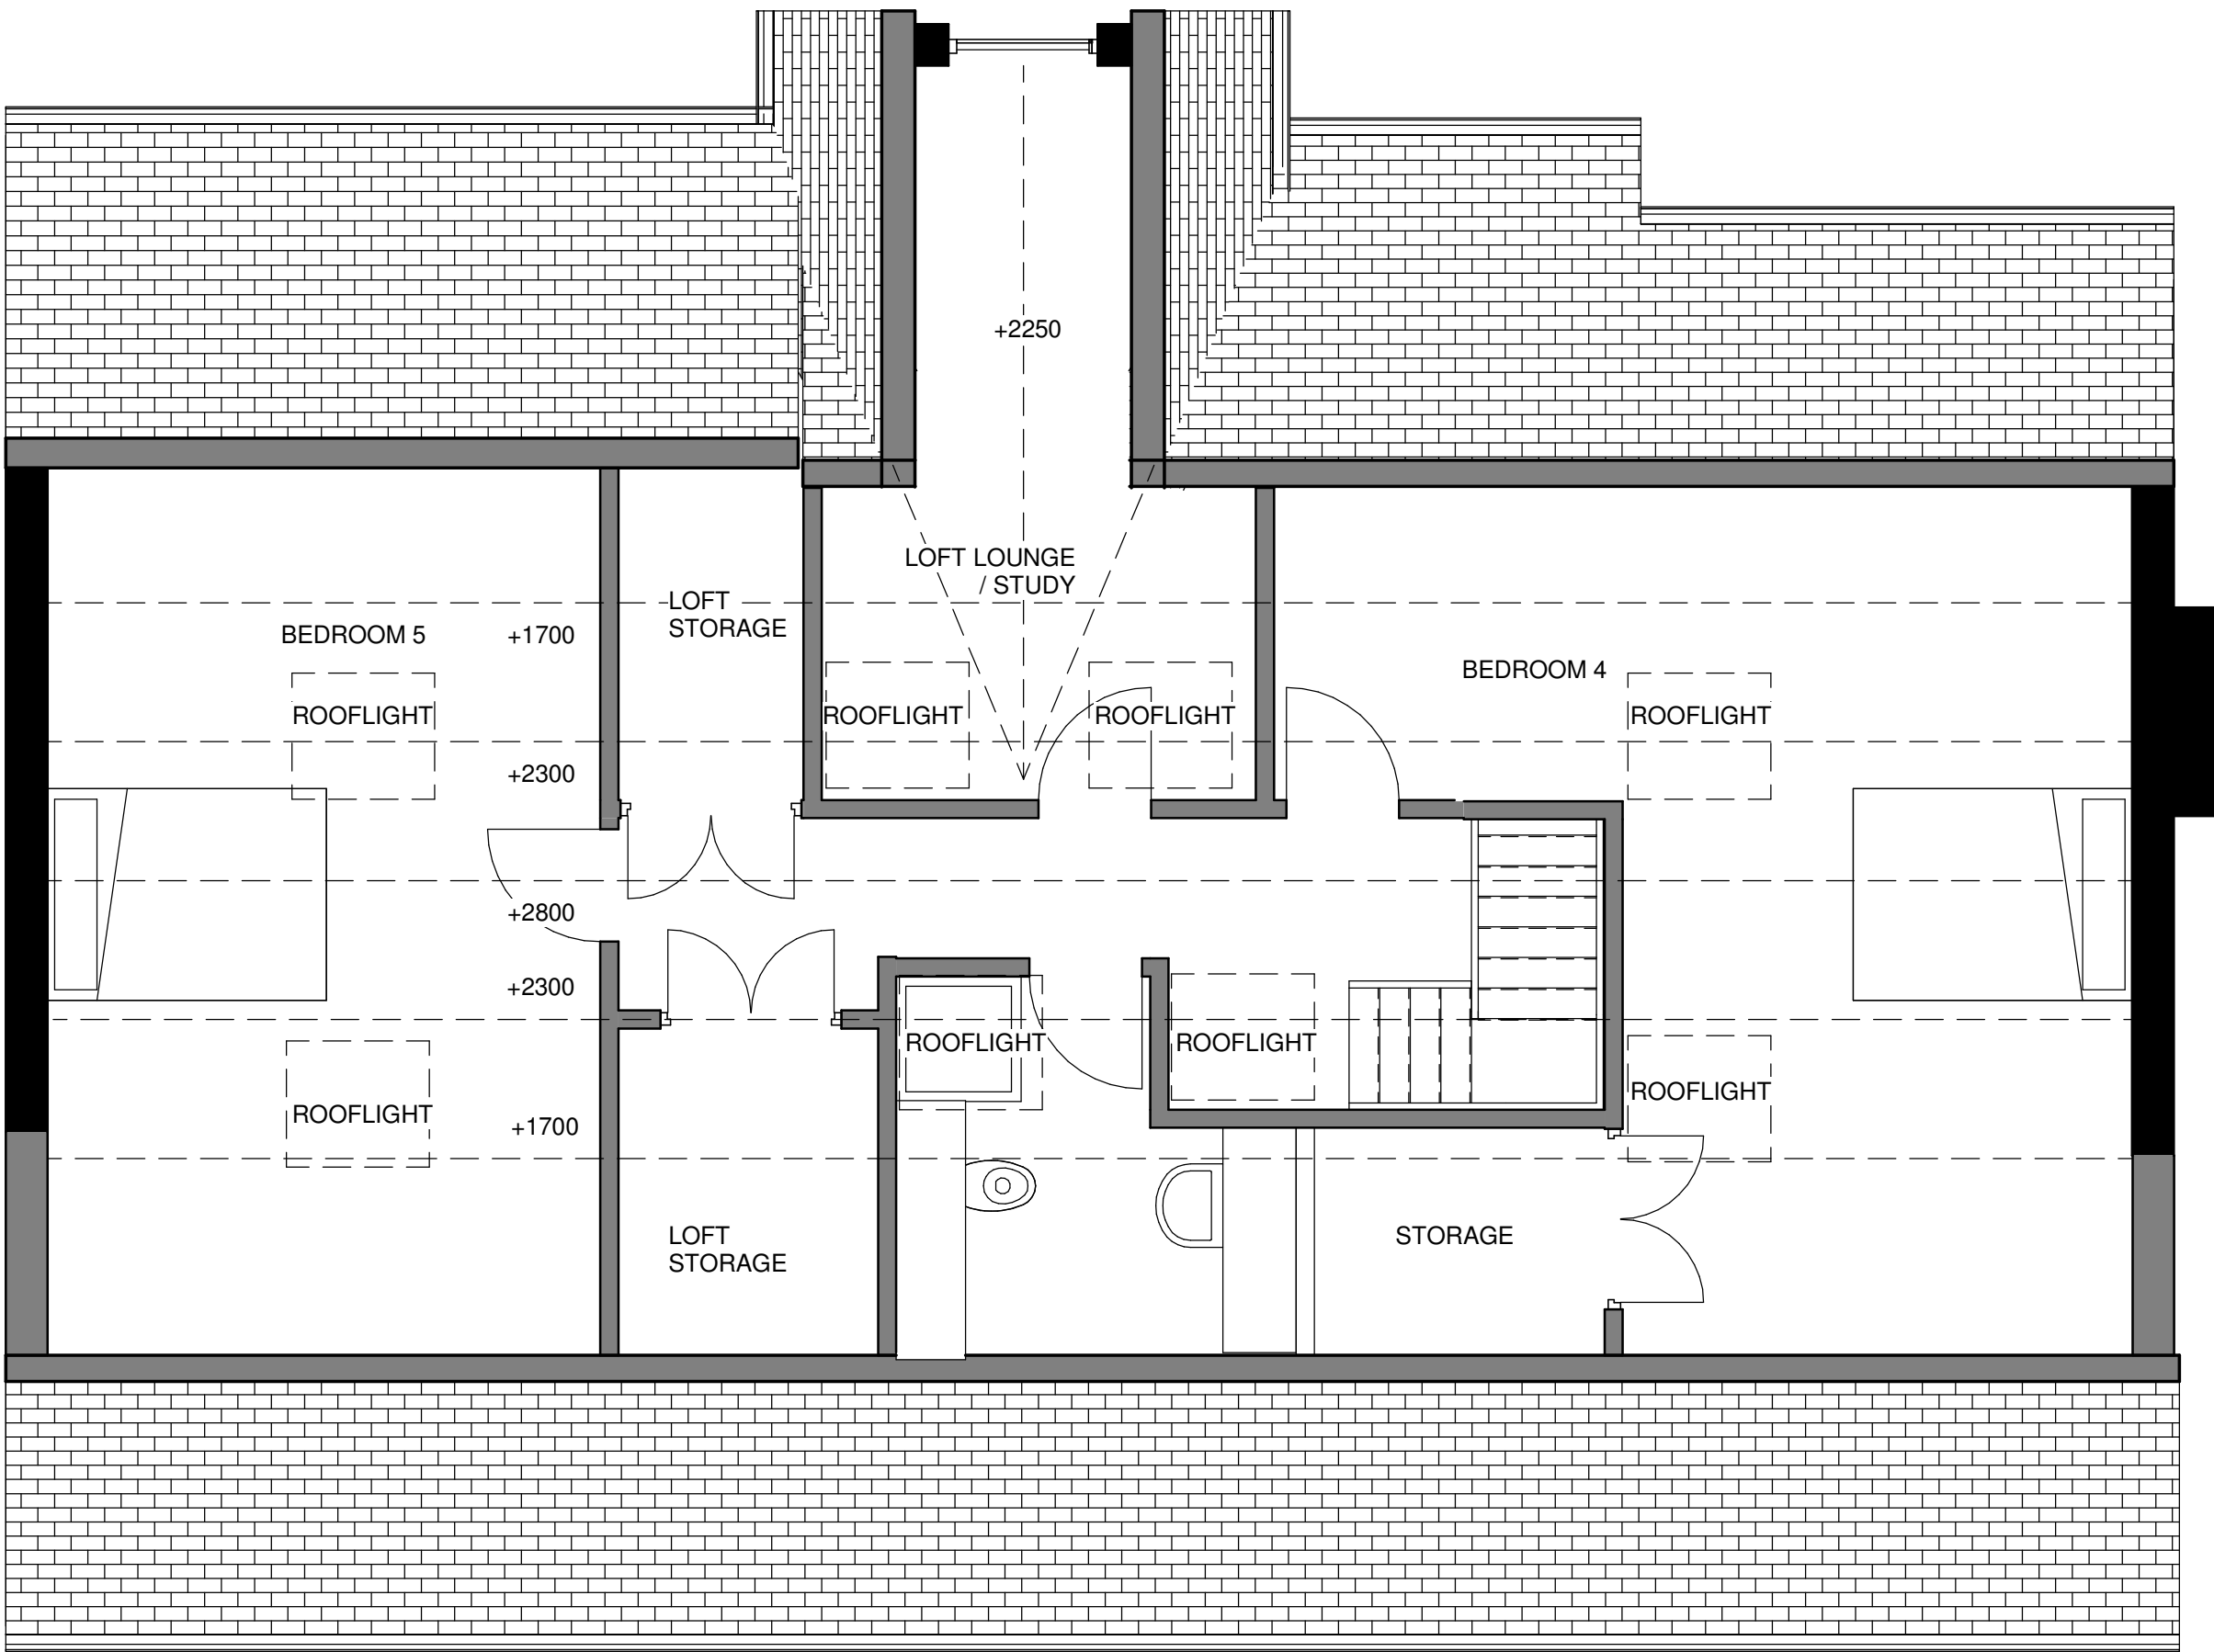 +2250
LOFT LOUNGE
/ STUDY
LOFT
STORAGE
BEDROOM 5
+1700
BEDROOM 4
ROOFLIGHT
ROOFLIGHT
ROOFLIGHT
ROOFLIGHT
+2300
+2800
+2300
ROOFLIGHT
ROOFLIGHT
ROOFLIGHT
ROOFLIGHT
+1700
LOFT
STORAGE
STORAGE